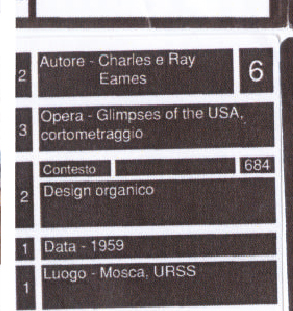 2 Autore - Charles e Ray
Eames 6
3 Opera - Glimpses of the USA,
cortometraggio
Contesto 684
2 Design organico
1 Data - 1959
1 Luogo - Mosca, URSS